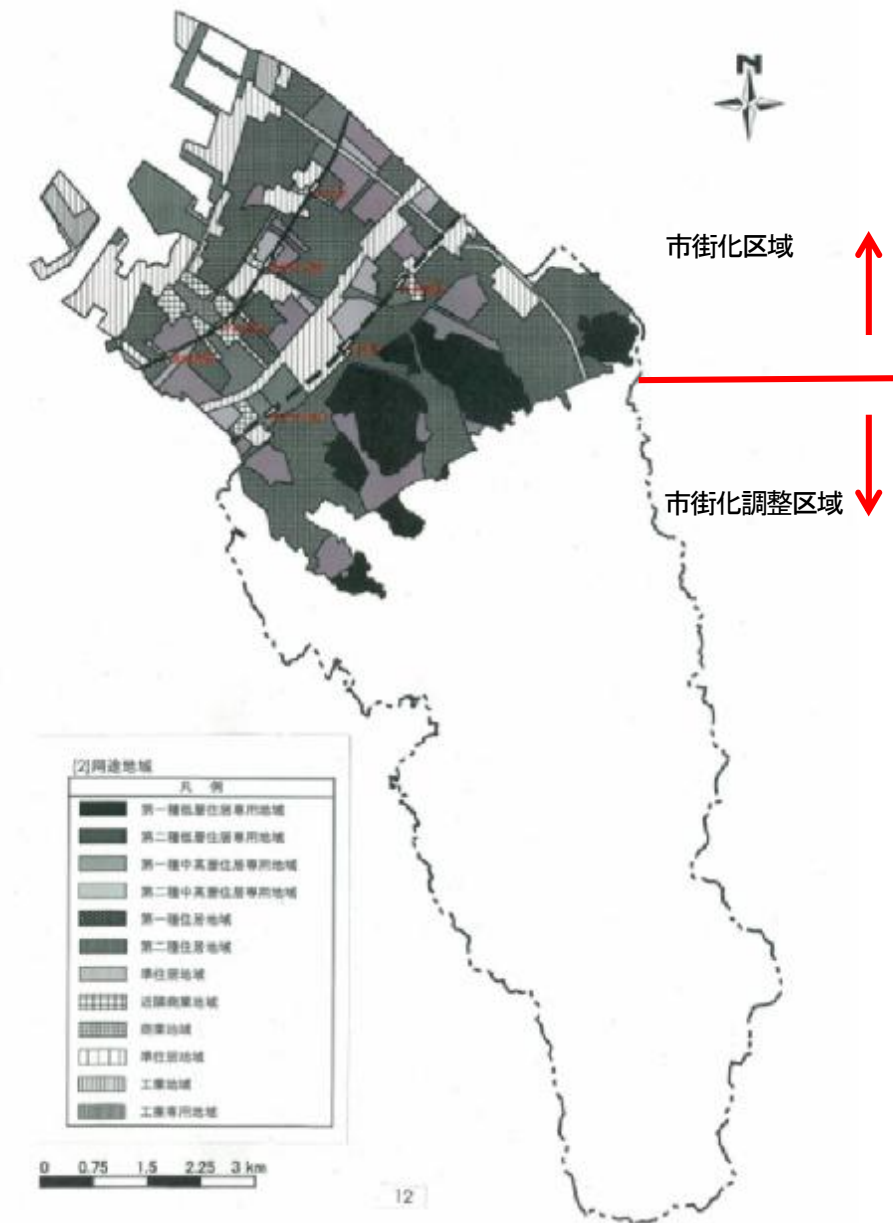 N
市街化区域
市街化調整区域
[2]用途地域
凡 例
第一種低層住居専用地域
第二種低層住居専用地域
第一種中高層住居専用地域
第二種中高層住居専用地域
第一種住居地域
第二種住居地域
準住居地域
近隣商業地域
商業地域
準住居地域
工業地域
工業専用地域
0 0.75 1.5 2.25 3 km
12